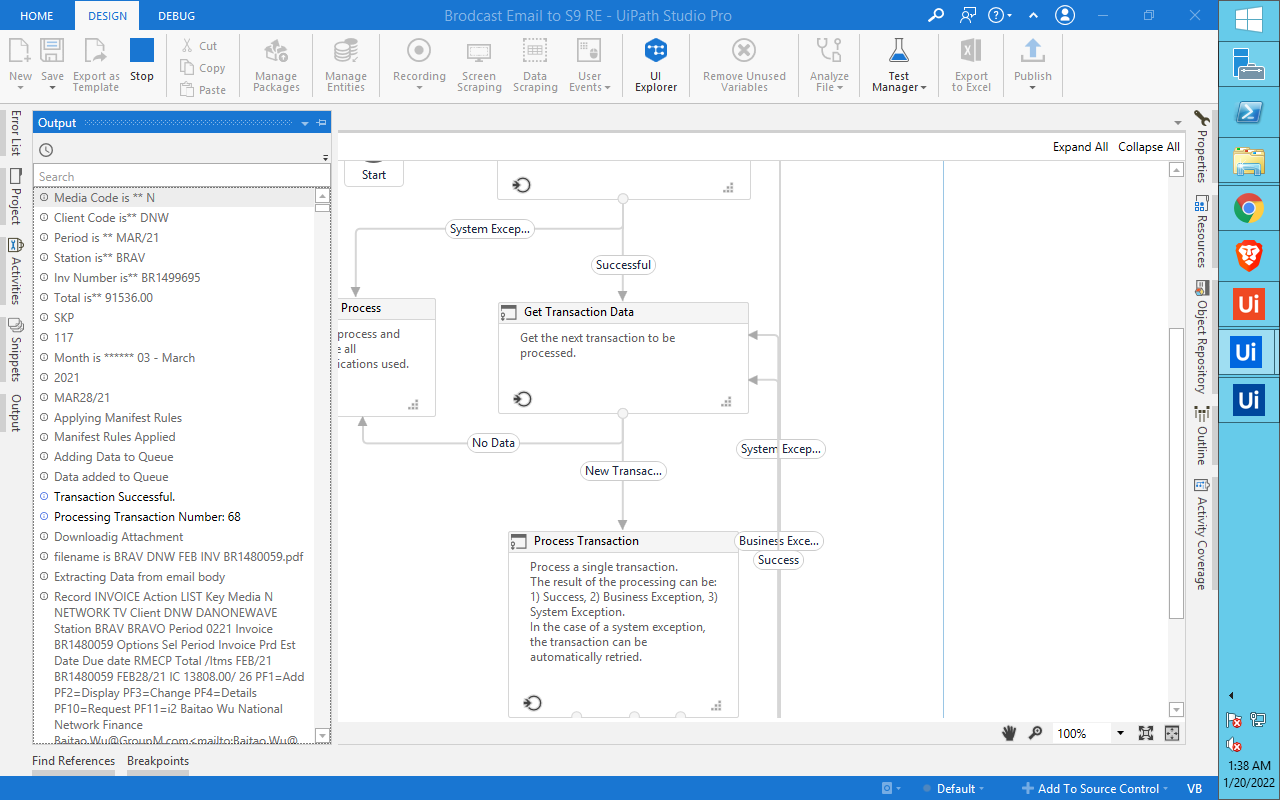 HOME
DESIGN
DEBUG
Brodcast Email to S9 RE - UiPath Studio Pro
New
Save
Export as
Template
Stop
Cut
Copy
Paste
Manage
Packages
Manage
Entities
Recording
Screen
Scraping
Data
Scraping
User
Events
UI
Explorer
Remove Unused
Variables
Analyze
File
Test
Manager
Export
to Excel
Publish
Error List
Project
Activities
Snippets
Output
Output
Search
Media Code is ** N
Client Code is** DNW
Period is ** MAR/21
Station is** BRAV
Inv Number is** BR1499695
Total is** 91536.00
SKP
117
Month is ****** 03 - March
2021
MAR28/21
Applying Manifest Rules
Manifest Rules Applied
Adding Data to Queue
Data added to Queue
Transaction Successful.
Processing Transaction Number: 68
Downloadig Attachment
filename is BRAV DNW FEB INV BR1480059.pdf
Extracting Data from email body
Record INVOICE Action LIST Key Media N
NETWORK TV Client DNW DANONEWAVE
Station BRAV BRAVO Period 0221 Invoice
BR1480059 Options Sel Period Invoice Prd Est
Date Due date RMECP Total /Itms FEB/21
BR1480059 FEB28/21 IC 13808.00/ 26 PF1=Add
PF2=Display PF3=Change PF4=Details
PF10=Request PF11=i2 Baitao Wu National
Network Finance
Baitao.Wu@GroupM.com<mailto:Baitao.Wu@
Find References
Breakpoints
Expand All
Collapse All
Start
System Excep...
Successful
Process
process and
e all
ications used.
Get Transaction Data
Get the next transaction to be
processed.
No Data
New Transac...
System Excep...
Process Transaction
Process a single transaction.
The result of the processing can be:
1) Success, 2) Business Exception, 3)
System Exception.
In the case of a system exception,
the transaction can be
automatically retried.
Business Exce...
Success
100%
Properties
Resources
Object Repository
Outline
Activity Coverage
Default
Add To Source Control
VB
Ui
Ui
Ui
1:38 AM
1/20/2022